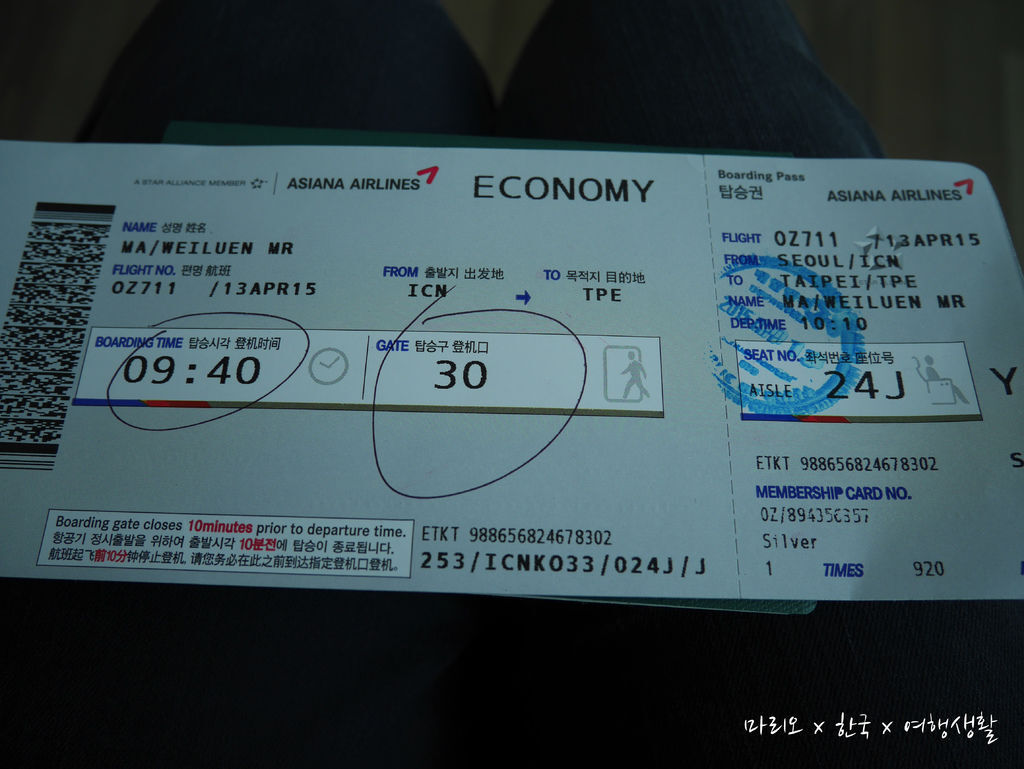 A STAR ALLIANCE MEMBER
ASIANA AIRLINES
ECONOMY
NAME 성명 姓名
MA/WEILUEN MR
FLIGHT NO. 편명 航班
OZ711 /13APR15
FROM 출발지 出发地
ICN
TO 목적지 目的地
TPE
BOARDING TIME 탑승시각 登机时间
09:40
GATE 탑승구 登机口
30
Boarding gate closes 10minutes prior to departure time.
항공기 정시출발을 위하여 출발시각 10분전에 탑승이 종료됩니다.
航班起飞前10分钟停止登机, 请您务必在此之前到达指定登机口登机。
ETKT 988656824678302
253/ICNKO33/024J/J
Boarding Pass
탑승권
ASIANA AIRLINES
FLIGHT OZ711 /13APR15
FROM SEOUL/ICN
TO TAIPEI/TPE
NAME MA/WEILUEN MR
DEP.TIME 10:10
SEAT NO. 좌석번호 座位号
AISLE 24J
Y
ETKT 988656824678302
S
MEMBERSHIP CARD NO.
Silver
1 TIMES 920
마리오 x 한국 x 여행생활